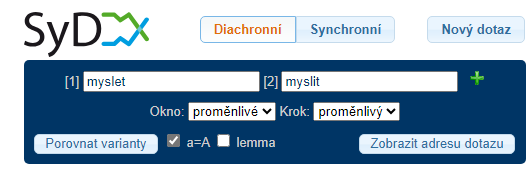 SyD Diachronní Synchronní Nový dotaz
[1] myslet [2] myslit
Okno: proměnlivé Krok: proměnlivý
Porovnat varianty a=A lemma Zobrazit adresu dotazu